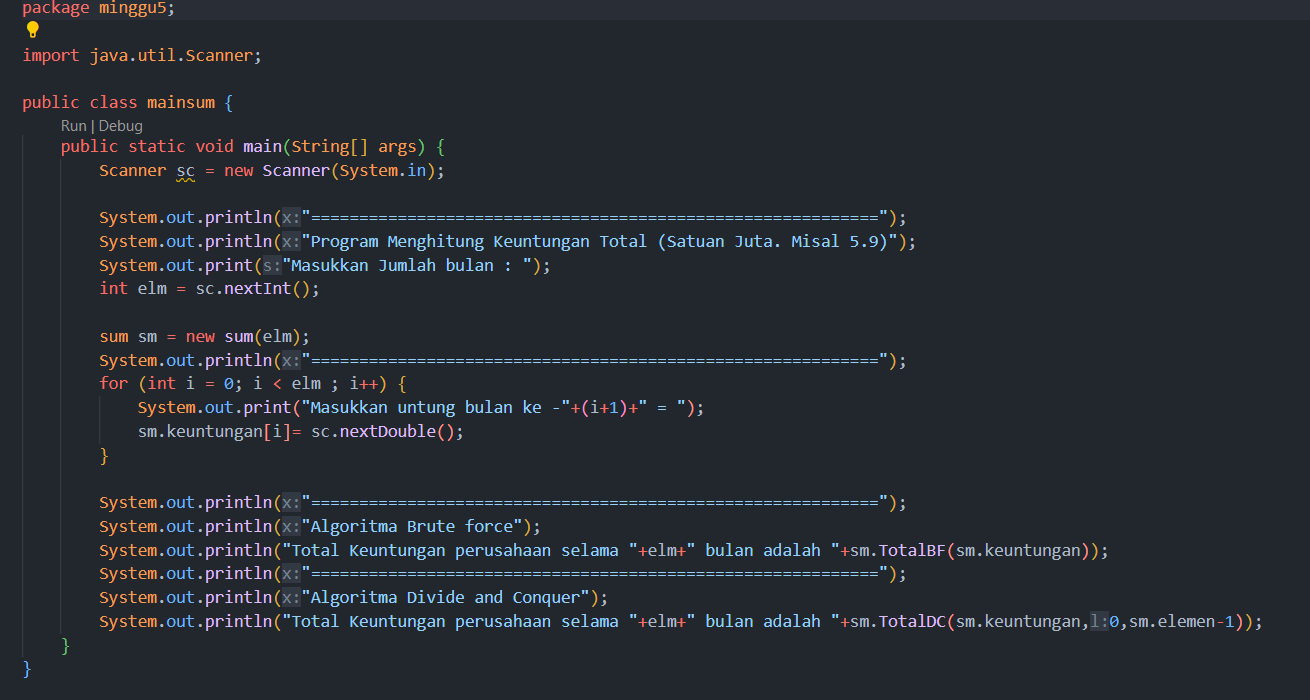 package minggu5;
import java.util.Scanner;
public class mainsum {
Run | Debug
public static void main(String[] args) {
Scanner sc = new Scanner(System.in);
System.out.println(x:"===========================================================");
System.out.println(x:"Program Menghitung Keuntungan Total (Satuan Juta. Misal 5.9)");
System.out.print(s:"Masukkan Jumlah bulan : ");
int elm = sc.nextInt();
sum sm = new sum(elm);
System.out.println(x:"===========================================================");
for (int i = 0; i < elm ; i++) {
System.out.print("Masukkan untung bulan ke -"+(i+1)+" = ");
sm.keuntungan[i]= sc.nextDouble();
}
System.out.println(x:"===========================================================");
System.out.println(x:"Algoritma Brute force");
System.out.println("Total Keuntungan perusahaan selama "+elm+" bulan adalah "+sm.TotalBF(sm.keuntungan));
System.out.println(x:"===========================================================");
System.out.println(x:"Algoritma Divide and Conquer");
System.out.println("Total Keuntungan perusahaan selama "+elm+" bulan adalah "+sm.TotalDC(sm.keuntungan,l:0,sm.elemen-1));
}
}